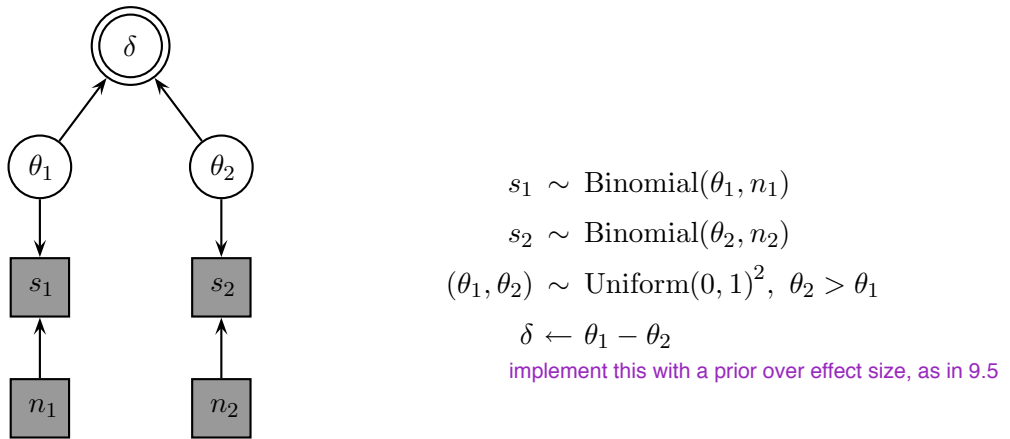 δ
θ₁ θ₂
s₁ s₂
n₁ n₂
s₁ ∼ Binomial(θ₁, n₁)
s₂ ∼ Binomial(θ₂, n₂)
(θ₁, θ₂) ∼ Uniform(0, 1)², θ₂ > θ₁
δ ← θ₁ − θ₂
implement this with a prior over effect size, as in 9.5